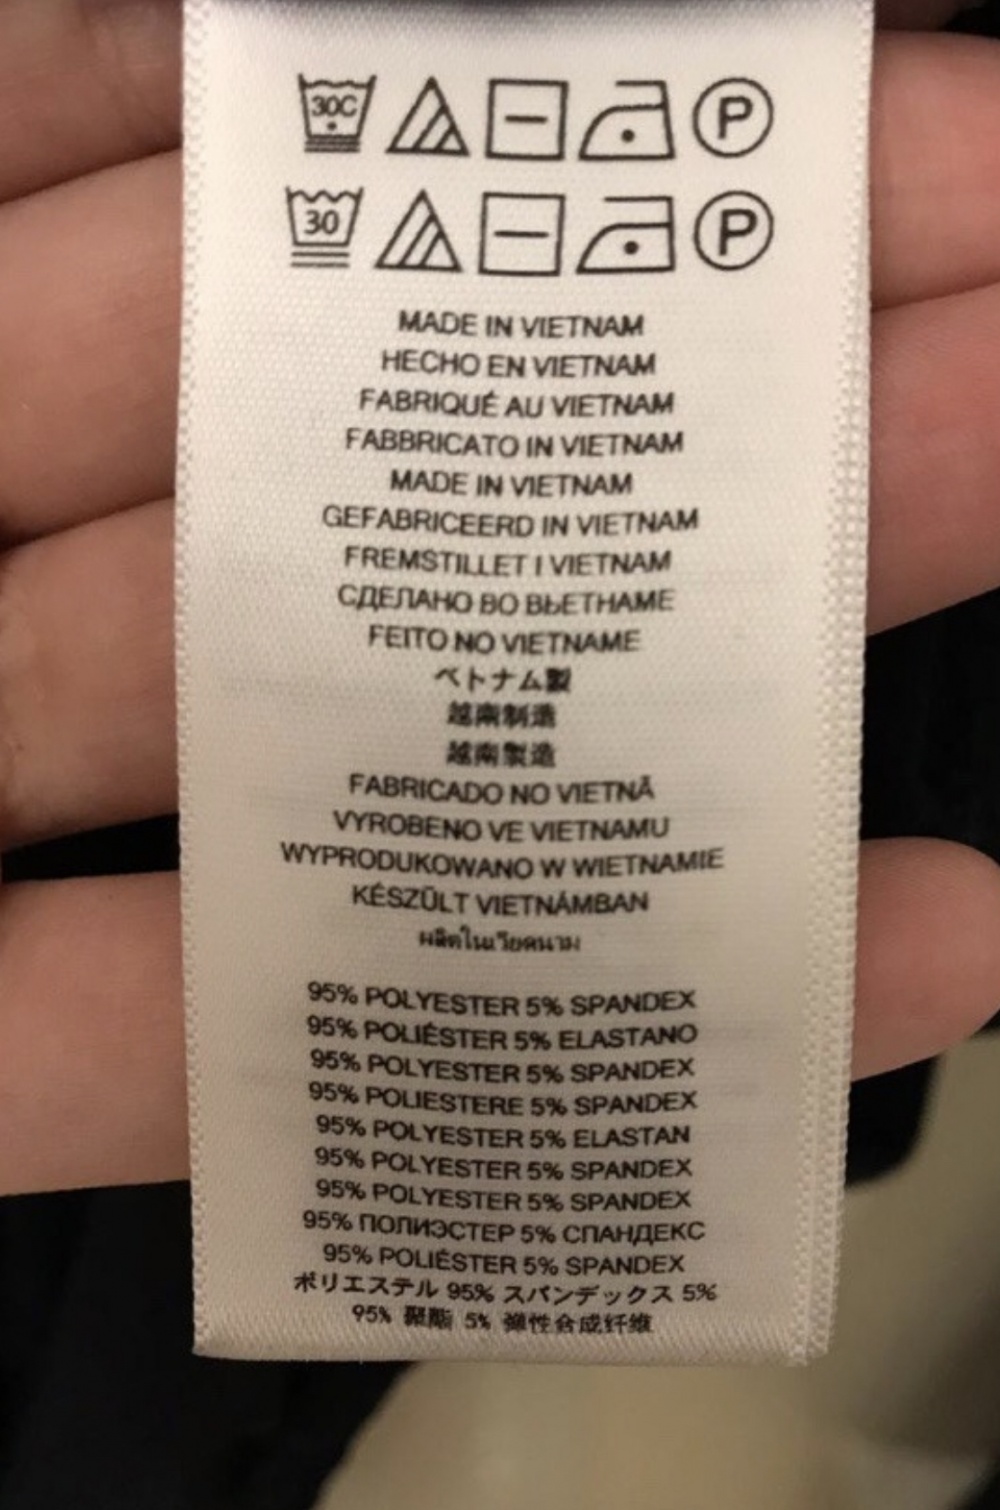 30C P
30 P
MADE IN VIETNAM
HECHO EN VIETNAM
FABRIQUÉ AU VIETNAM
FABBRICATO IN VIETNAM
MADE IN VIETNAM
GEFABRICEERD IN VIETNAM
FREMSTILLET I VIETNAM
СДЕЛАНО ВО ВЬЕТНАМЕ
FEITO NO VIETNAME
ベトナム製
越南制造
越南製造
FABRICADO NO VIETNÃ
VYROBENO VE VIETNAMU
WYPRODUKOWANO W WIETNAMIE
KÉSZÜLT VIETNÁMBAN
ผลิตในเวียดนาม
95% POLYESTER 5% SPANDEX
95% POLIÉSTER 5% ELASTANO
95% POLYESTER 5% SPANDEX
95% POLIESTERE 5% SPANDEX
95% POLYESTER 5% ELASTAN
95% POLYESTER 5% SPANDEX
95% POLYESTER 5% SPANDEX
95% ПОЛИЭСТЕР 5% СПАНДЕКС
95% POLIÉSTER 5% SPANDEX
ポリエステル 95% スパンデックス 5%
95% 聚酯 5% 弹性合成纤维